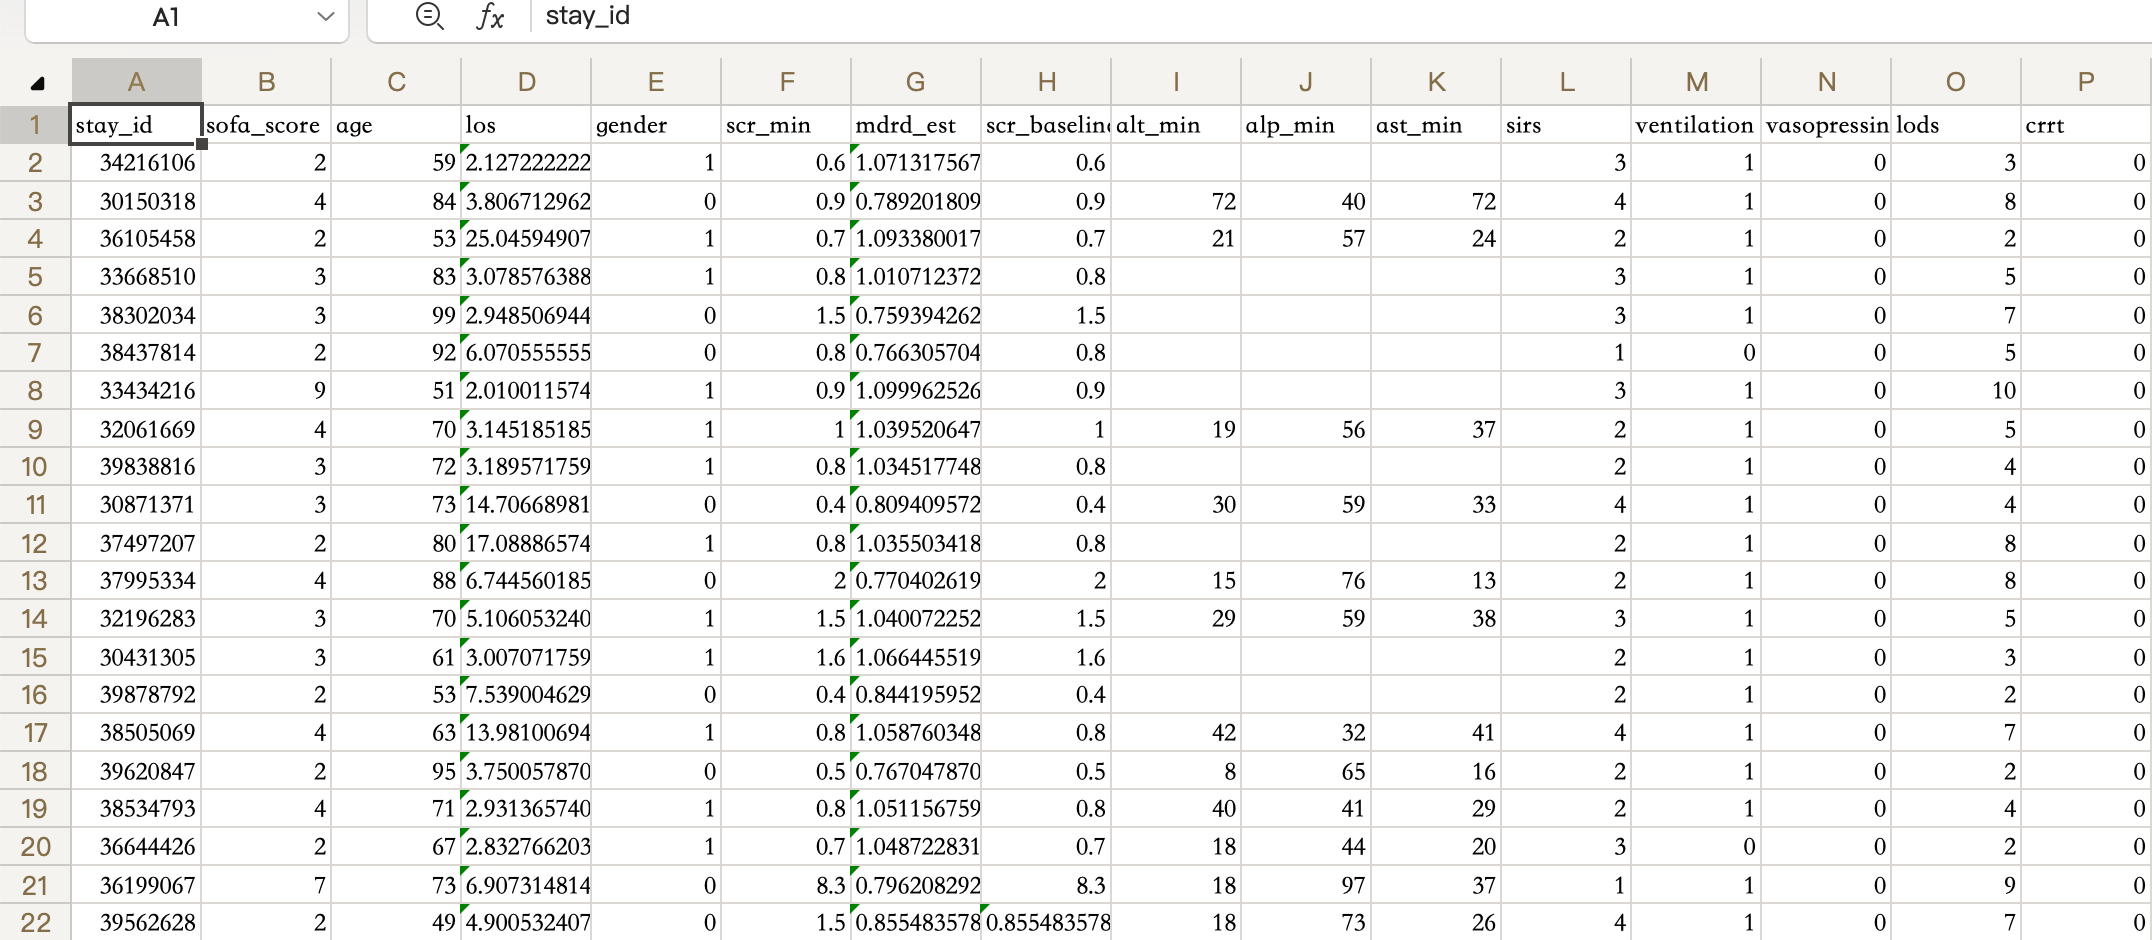 A1 fx stay_id
A B C D E F G H I J K L M N O P
1 stay_id sofa_score age los gender scr_min mdrd_est scr_baseline alt_min alp_min ast_min sirs ventilation vasopressin lods crrt
2 34216106 2 59 2.127222222 1 0.6 1.071317567 0.6 3 1 0 3 0
3 30150318 4 84 3.806712962 0 0.9 0.789201809 0.9 72 40 72 4 1 0 8 0
4 36105458 2 53 25.04594907 1 0.7 1.093380017 0.7 21 57 24 2 1 0 2 0
5 33668510 3 83 3.078576388 1 0.8 1.010712372 0.8 3 1 0 5 0
6 38302034 3 99 2.948506944 0 1.5 0.759394262 1.5 3 1 0 7 0
7 38437814 2 92 6.070555555 0 0.8 0.766305704 0.8 1 0 0 5 0
8 33434216 9 51 2.010011574 1 0.9 1.099962526 0.9 3 1 0 10 0
9 32061669 4 70 3.145185185 1 1 1.039520647 1 19 56 37 2 1 0 5 0
10 39838816 3 72 3.189571759 1 0.8 1.034517748 0.8 2 1 0 4 0
11 30871371 3 73 14.70668981 0 0.4 0.809409572 0.4 30 59 33 4 1 0 4 0
12 37497207 2 80 17.08886574 1 0.8 1.035503418 0.8 2 1 0 8 0
13 37995334 4 88 6.744560185 0 2 0.770402619 2 15 76 13 2 1 0 8 0
14 32196283 3 70 5.106053240 1 1.5 1.040072252 1.5 29 59 38 3 1 0 5 0
15 30431305 3 61 3.007071759 1 1.6 1.066445519 1.6 2 1 0 3 0
16 39878792 2 53 7.539004629 0 0.4 0.844195952 0.4 2 1 0 2 0
17 38505069 4 63 13.98100694 1 0.8 1.058760348 0.8 42 32 41 4 1 0 7 0
18 39620847 2 95 3.750057870 0 0.5 0.767047870 0.5 8 65 16 2 1 0 2 0
19 38534793 4 71 2.931365740 1 0.8 1.051156759 0.8 40 41 29 2 1 0 4 0
20 36644426 2 67 2.832766203 1 0.7 1.048722831 0.7 18 44 20 3 0 0 2 0
21 36199067 7 73 6.907314814 0 8.3 0.796208292 8.3 18 97 37 1 1 0 9 0
22 39562628 2 49 4.900532407 0 1.5 0.855483578 0.855483578 18 73 26 4 1 0 7 0